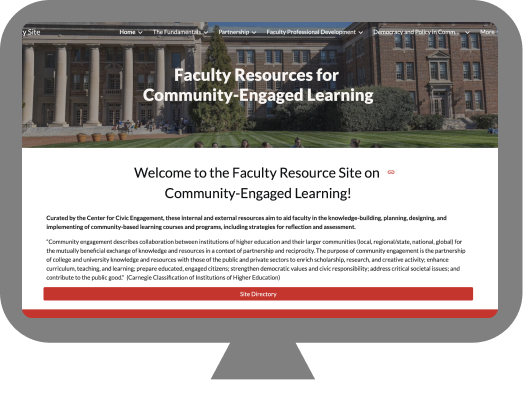 y Site Home The Fundamentals Partnership Faculty Professional Development Democracy and Policy in Comm... More
Faculty Resources for
Community-Engaged Learning
Welcome to the Faculty Resource Site on
Community-Engaged Learning!
Curated by the Center for Civic Engagement, these internal and external resources aim to aid faculty in the knowledge-building, planning, designing, and
implementing of community-based learning courses and programs, including strategies for reflection and assessment.
"Community engagement describes collaboration between institutions of higher education and their larger communities (local, regional/state, national, global) for
the mutually beneficial exchange of knowledge and resources in a context of partnership and reciprocity. The purpose of community engagement is the partnership
of college and university knowledge and resources with those of the public and private sectors to enrich scholarship, research, and creative activity; enhance
curriculum, teaching, and learning; prepare educated, engaged citizens; strengthen democratic values and civic responsibility; address critical societal issues; and
contribute to the public good." (Carnegie Classification of Institutions of Higher Education)
Site Directory